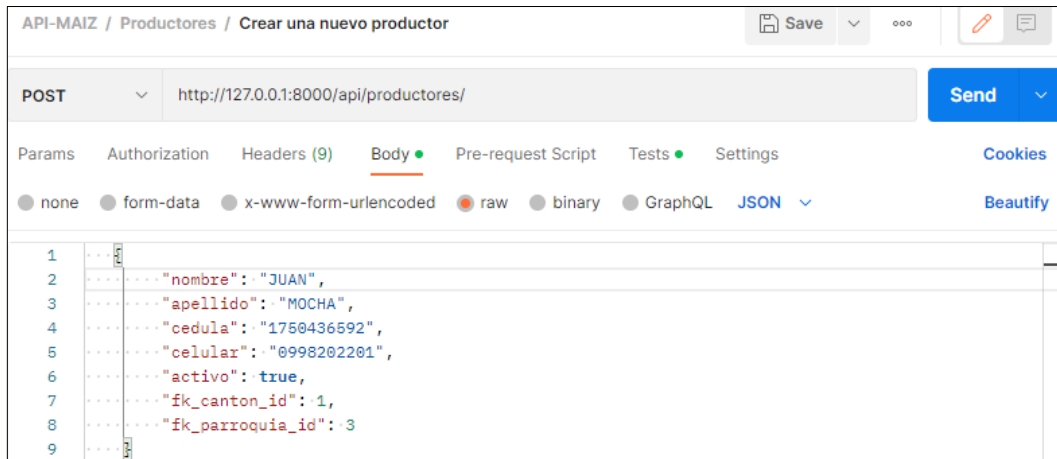 API-MAIZ / Productores / Crear una nuevo productor Save ooo
POST http://127.0.0.1:8000/api/productores/ Send
Params Authorization Headers (9) Body Pre-request Script Tests Settings Cookies
none form-data x-www-form-urlencoded raw binary GraphQL JSON Beautify
1 {
2 "nombre": "JUAN",
3 "apellido": "MOCHA",
4 "cedula": "1750436592",
5 "celular": "0998202201",
6 "activo": true,
7 "fk_canton_id": 1,
8 "fk_parroquia_id": 3
9 }